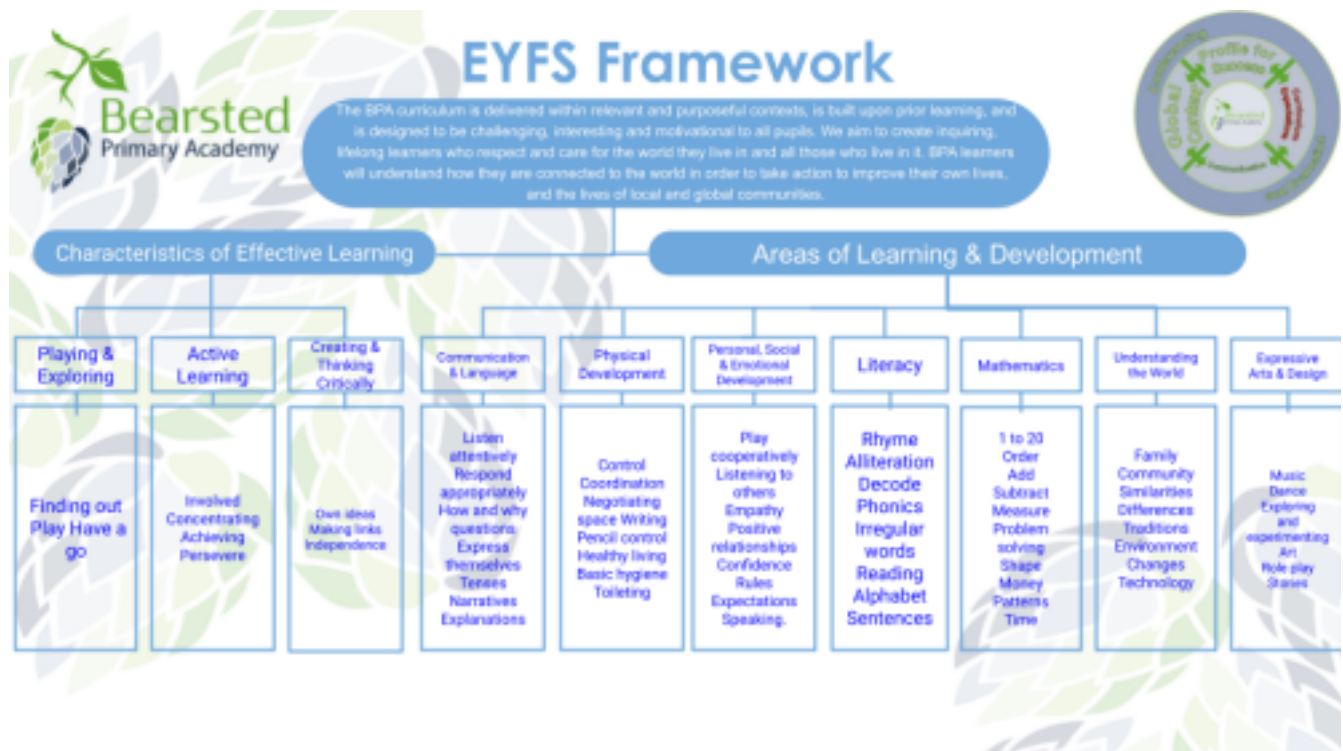 Bearsted
Primary Academy
EYFS Framework
The BPA curriculum is delivered within relevant and purposeful contexts, is built upon prior learning, and
is designed to be challenging, interesting and motivational to all pupils. We aim to create inquiring,
lifelong learners who respect and care for the world they live in and all those who live in it. BPA learners
will understand how they are connected to the world in order to take action to improve their own lives,
and the lives of local and global communities.
Profile for
Success
Global
Context
Communication
Characteristics of Effective Learning
Areas of Learning & Development
Playing &
Exploring
Finding out
Play Have a
go
Active
Learning
Involved
Concentrating
Achieving
Persevere
Creating &
Thinking
Critically
Own ideas
Making links
Independence
Communication
& Language
Listen
attentively
Respond
appropriately
How and why
questions
Express
themselves
Tenses
Narratives
Explanations
Physical
Development
Control
Coordination
Negotiating
space Writing
Pencil control
Healthy living
Basic hygiene
Toileting
Personal, Social
& Emotional
Development
Play
cooperatively
Listening to
others
Empathy
Positive
relationships
Confidence
Rules
Expectations
Speaking.
Literacy
Rhyme
Alliteration
Decode
Phonics
Irregular
words
Reading
Alphabet
Sentences
Mathematics
1 to 20
Order
Add
Subtract
Measure
Problem
solving
Shape
Money
Patterns
Time
Understanding
the World
Family
Community
Similarities
Differences
Traditions
Environment
Changes
Technology
Expressive
Arts & Design
Music
Dance
Exploring
and
experimenting
Art
Role play
Stories